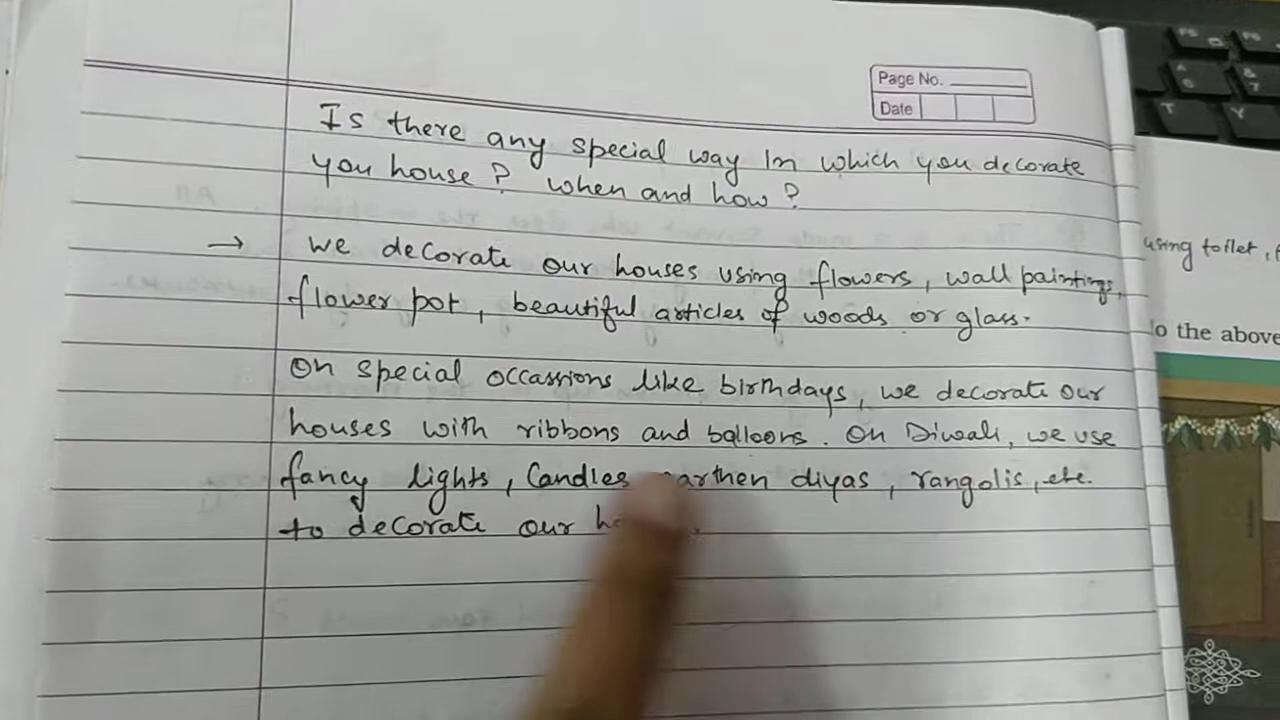 Page No.
Date
Is there any special way In which you decorate
you house? when and how?
→ we decorate our houses using flowers, wall paintings,
flower pot, beautiful articles of woods or glass.
On special occassions like birthdays, we decorate our
houses with ribbons and balloons. On Diwali, we use
fancy lights, Candles earthen diyas, rangolis, etc.
to decorate our
using toilet,
to the above